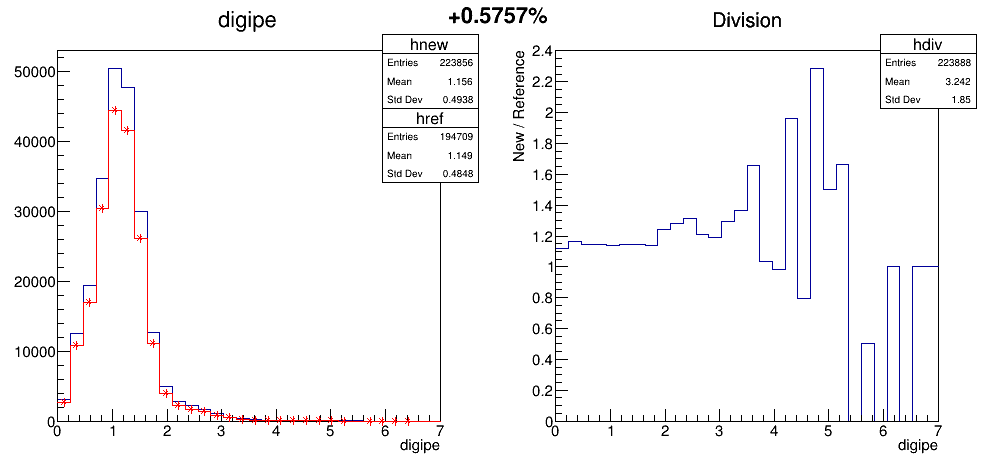 +0.5757%
digipe
hnew
Entries 223856
Mean 1.156
Std Dev 0.4938
href
Entries 194709
Mean 1.149
Std Dev 0.4848
50000
40000
30000
20000
10000
0
0 1 2 3 4 5 6 7
digipe
Division
hdiv
Entries 223888
Mean 3.242
Std Dev 1.85
New / Reference
2.4
2.2
2
1.8
1.6
1.4
1.2
1
0.8
0.6
0.4
0.2
0
0 1 2 3 4 5 6 7
digipe